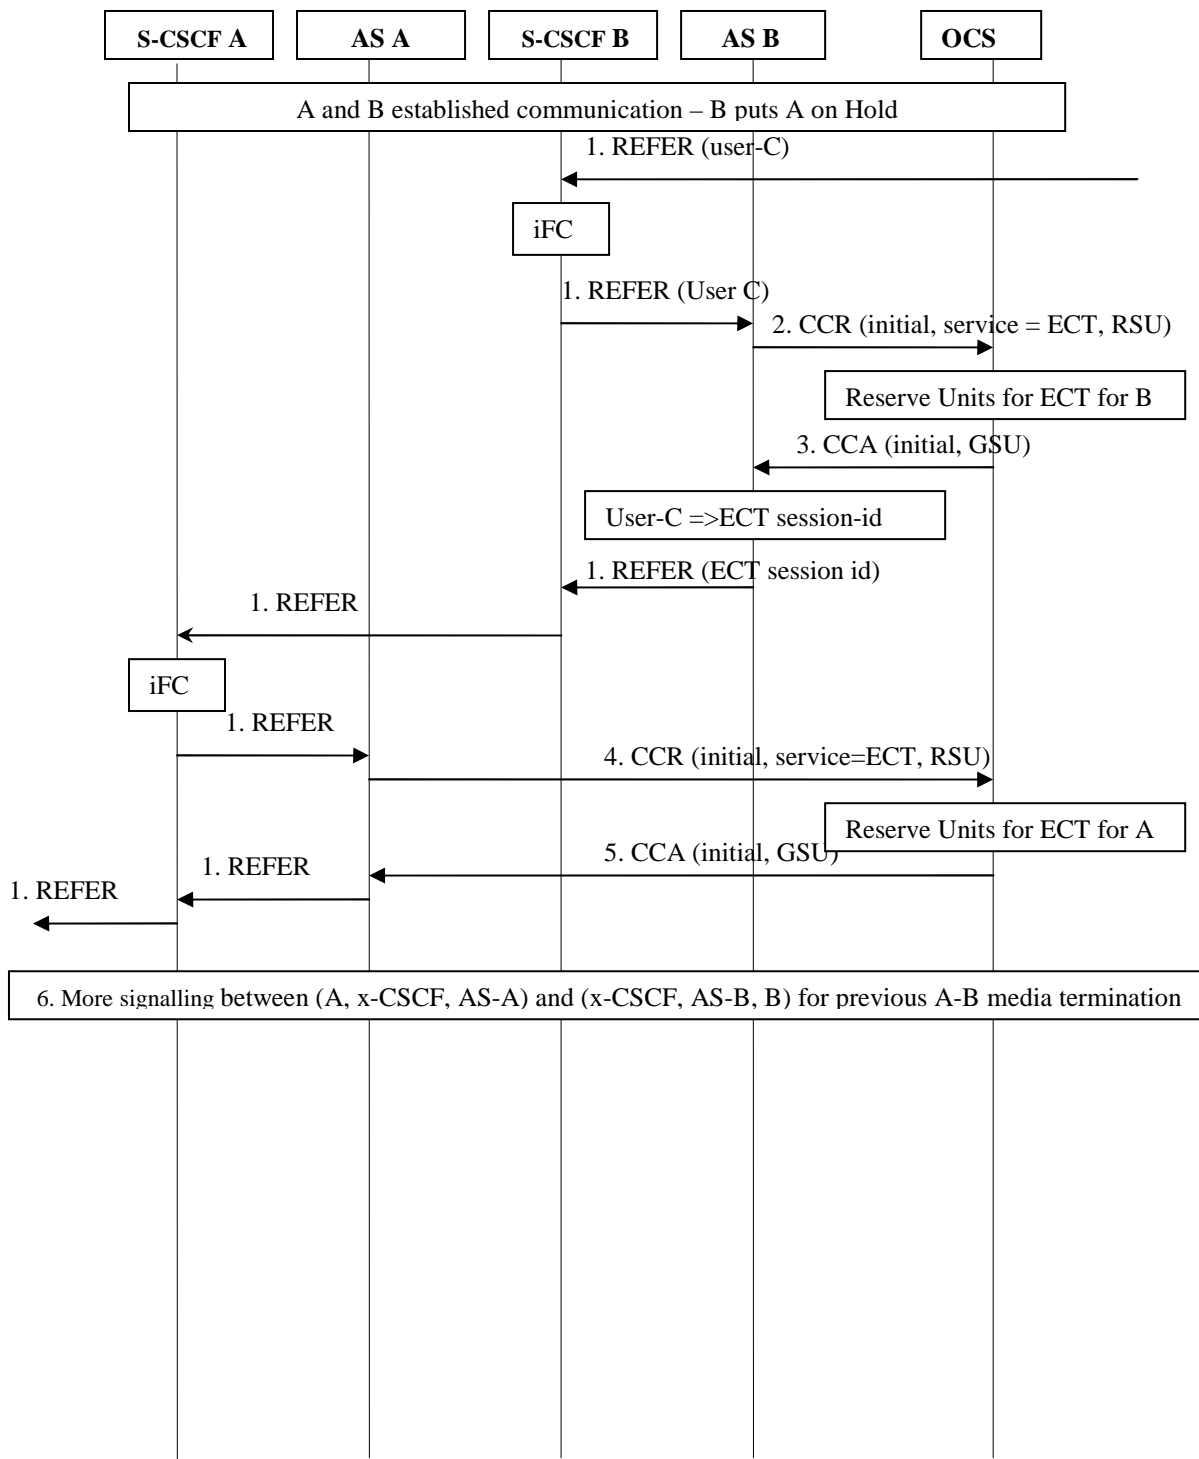 S-CSCF A
AS A
S-CSCF B
AS B
OCS
A and B established communication – B puts A on Hold
1. REFER (user-C)
iFC
1. REFER (User C)
2. CCR (initial, service = ECT, RSU)
Reserve Units for ECT for B
3. CCA (initial, GSU)
User-C =>ECT session-id
1. REFER (ECT session id)
1. REFER
iFC
1. REFER
4. CCR (initial, service=ECT, RSU)
Reserve Units for ECT for A
5. CCA (initial, GSU)
1. REFER
1. REFER
6. More signalling between (A, x-CSCF, AS-A) and (x-CSCF, AS-B, B) for previous A-B media termination